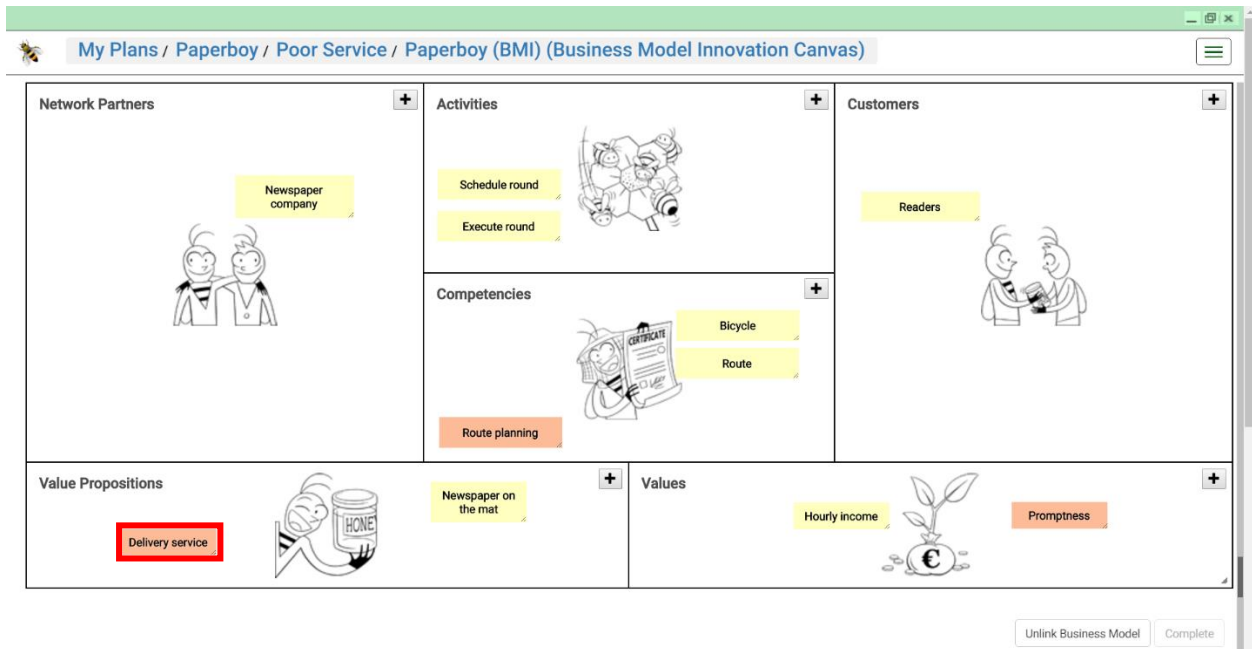 My Plans / Paperboy / Poor Service / Paperboy (BMI) (Business Model Innovation Canvas)
Network Partners
Newspaper
company
Activities
Schedule round
Execute round
Customers
Readers
Competencies
CERTIFICATE
Bicycle
Route
Route planning
Value Propositions
HONEY
Newspaper on
the mat
Delivery service
Values
Hourly income
€
Promptness
Unlink Business Model
Complete